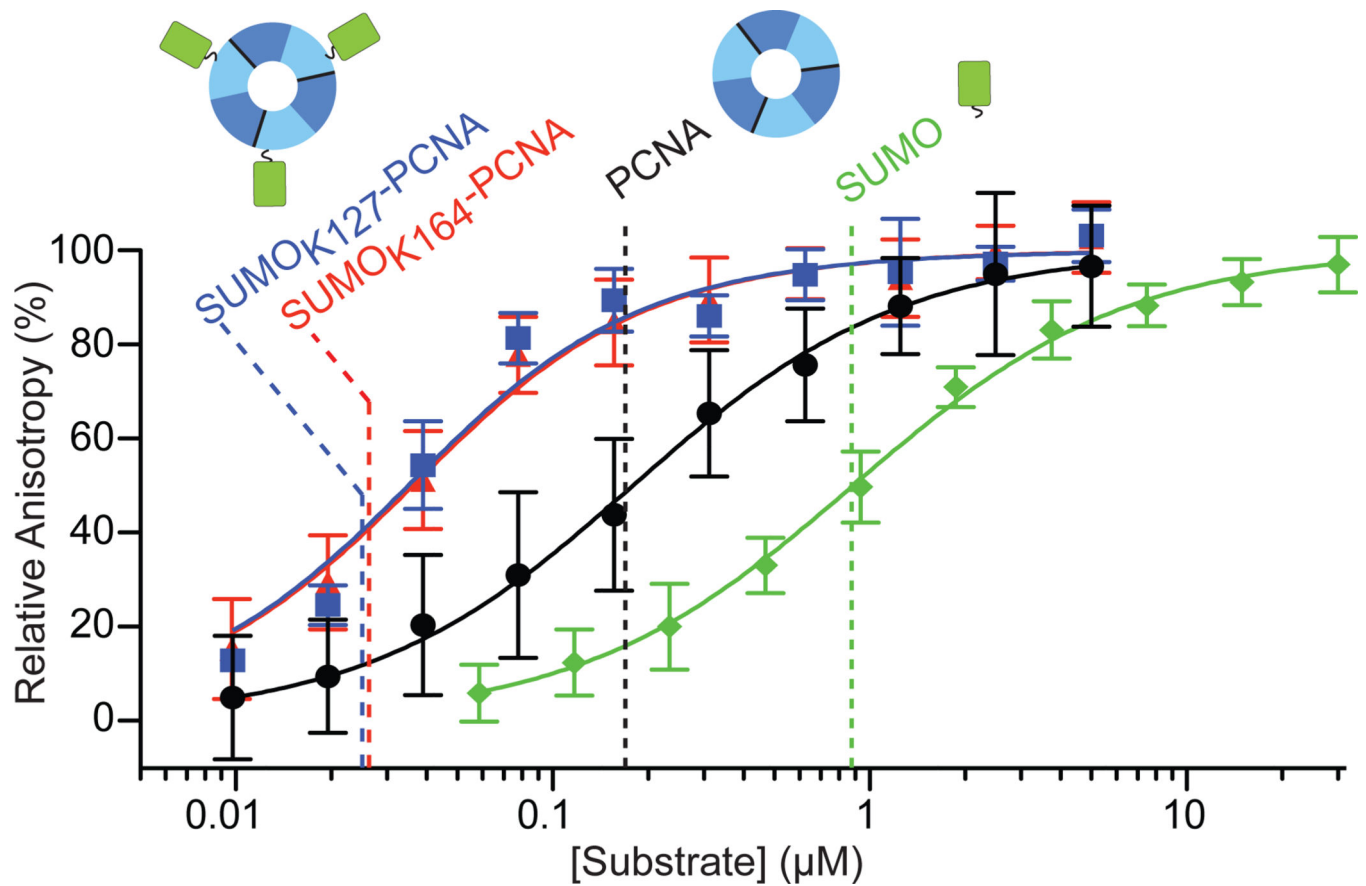 SUMOK127-PCNA
SUMOK164-PCNA
PCNA
SUMO
Relative Anisotropy (%)
100
80
60
40
20
0
0.01
0.1
1
10
[Substrate] (µM)